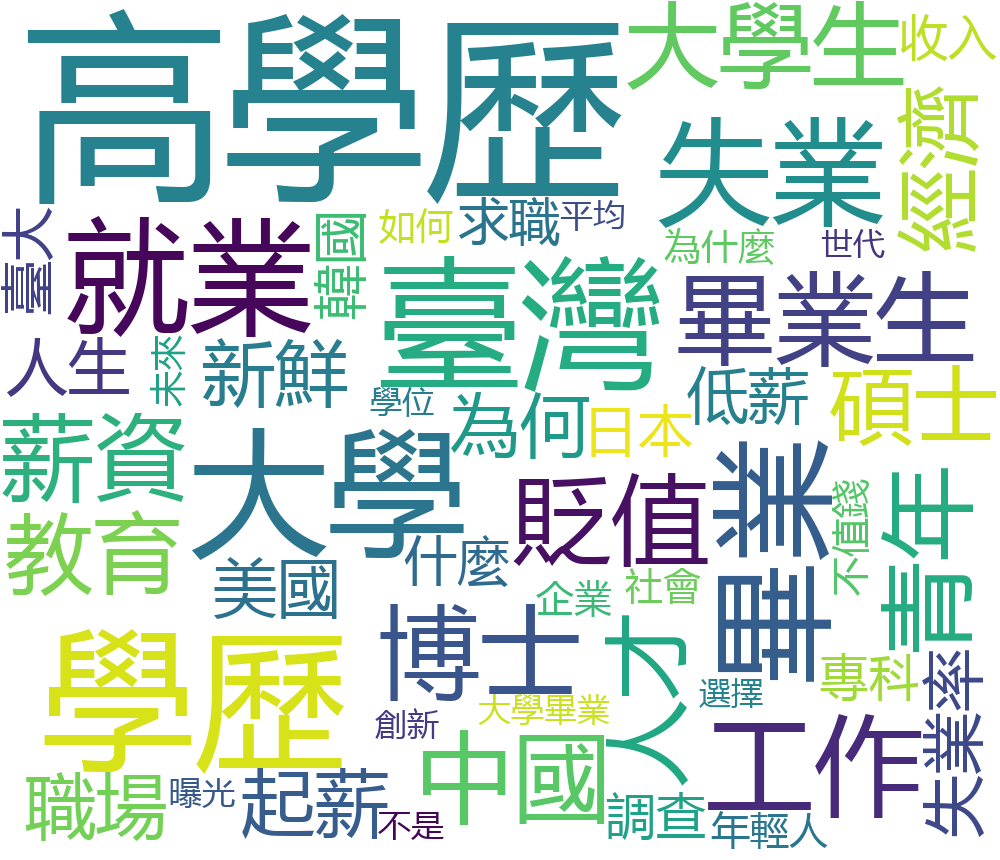 高學歷
大學生
收入
經濟
失業
臺大
就業
韓國
如何
求職
平均
為什麼
世代
臺灣
畢業生
人生
未來
新鮮
學位
為何
日本
低薪
碩士
薪資
大學
貶值
畢業
不值錢
青年
教育
美國
什麼
企業
社會
學歷
博士
人才
選擇
專科
失業率
創新
大學畢業
中國
工作
職場
曝光
起薪
不是
調查
年輕人